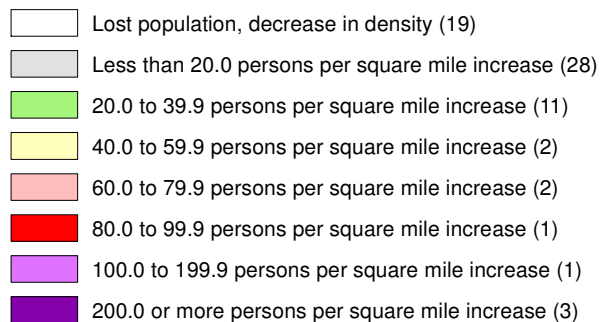 Lost population, decrease in density (19)
Less than 20.0 persons per square mile increase (28)
20.0 to 39.9 persons per square mile increase (11)
40.0 to 59.9 persons per square mile increase (2)
60.0 to 79.9 persons per square mile increase (2)
80.0 to 99.9 persons per square mile increase (1)
100.0 to 199.9 persons per square mile increase (1)
200.0 or more persons per square mile increase (3)